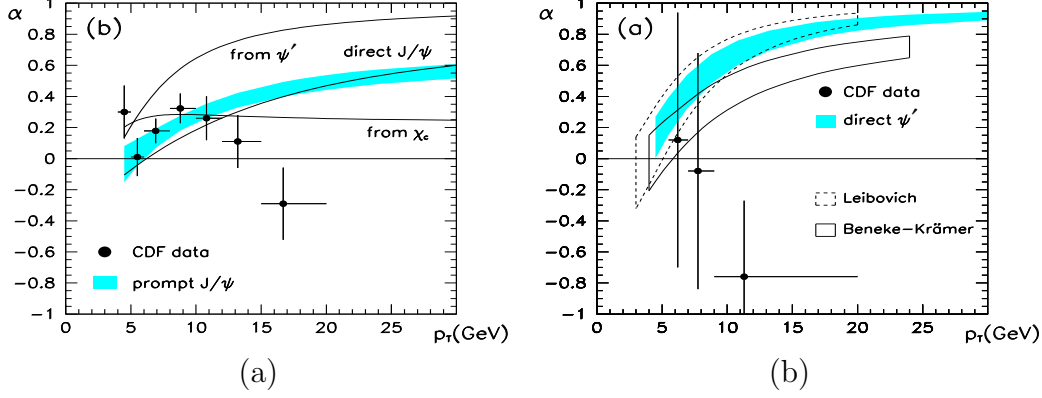 α
1
0.8
0.6
0.4
0.2
0
-0.2
-0.4
-0.6
-0.8
-1
(b)
from ψ′
direct J/ψ
from χc
CDF data
prompt J/ψ
0 5 10 15 20 25 30
pT(GeV)
(a)
α
1
0.8
0.6
0.4
0.2
0
-0.2
-0.4
-0.6
-0.8
-1
(a)
CDF data
direct ψ′
Leibovich
Beneke-Krämer
0 5 10 15 20 25 30
pT(GeV)
(b)